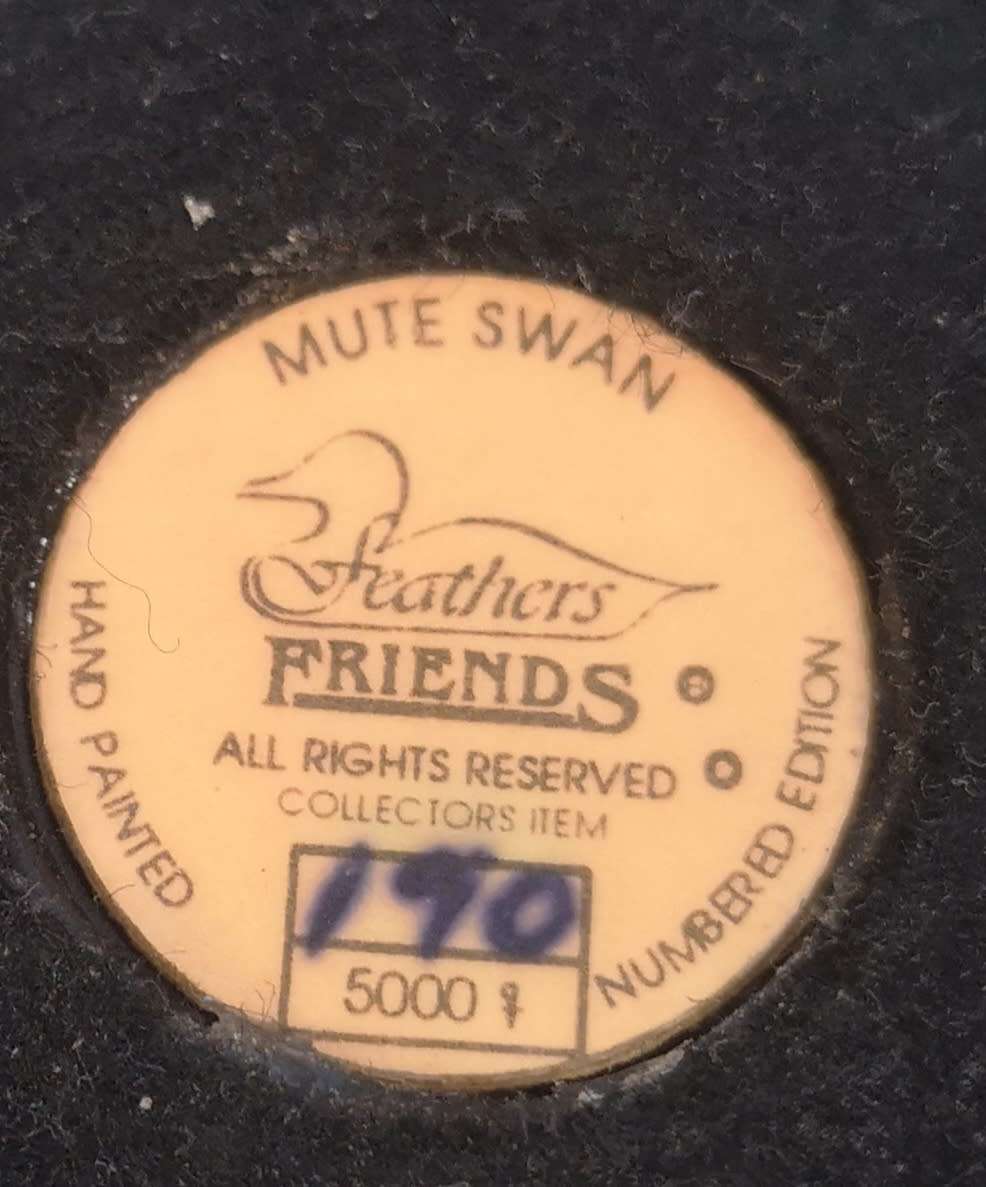 MUTE SWAN
Feathers
FRIENDS ®
ALL RIGHTS RESERVED ©
COLLECTORS ITEM
190
5000
HAND PAINTED
NUMBERED EDITION